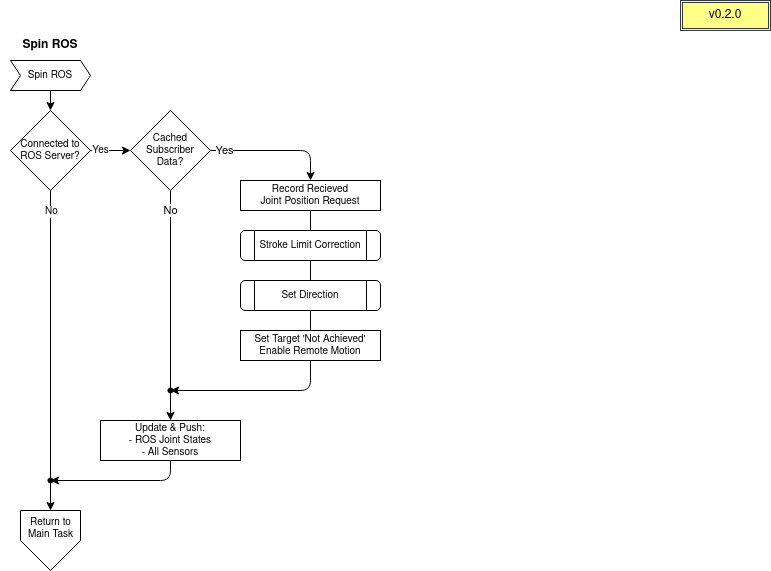 v0.2.0
Spin ROS
Spin ROS
Connected to
ROS Server?
Yes
Cached
Subscriber
Data?
Yes
Record Recieved
Joint Position Request
No
No
Stroke Limit Correction
Set Direction
Set Target 'Not Achieved'
Enable Remote Motion
Update & Push:
- ROS Joint States
- All Sensors
Return to
Main Task